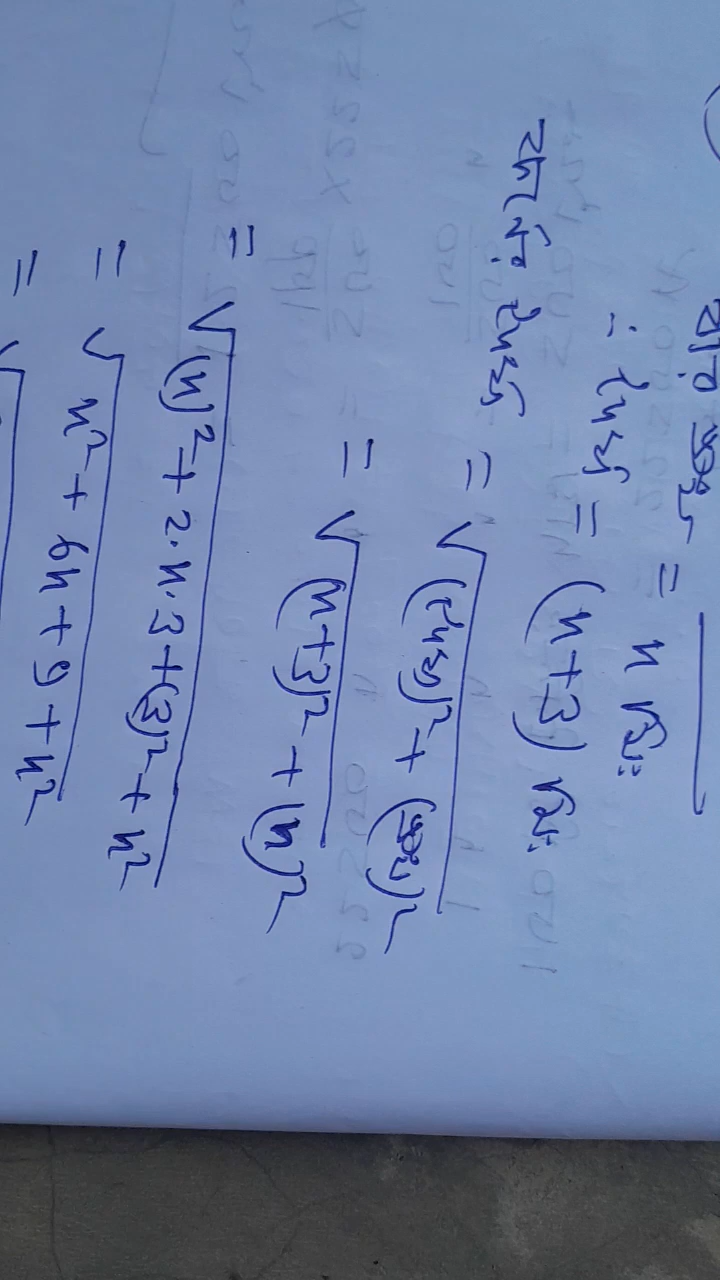 প্রস্থ = x মি:
∴ দৈর্ঘ্য = (x+3) মি:
কর্ণের দৈর্ঘ্য = √(দৈর্ঘ্য)² + (প্রস্থ)²
= √(x+3)² + (x)²
= √(x)² + 2·x·3 + (3)² + x²
= √x² + 6x + 9 + x²
= √